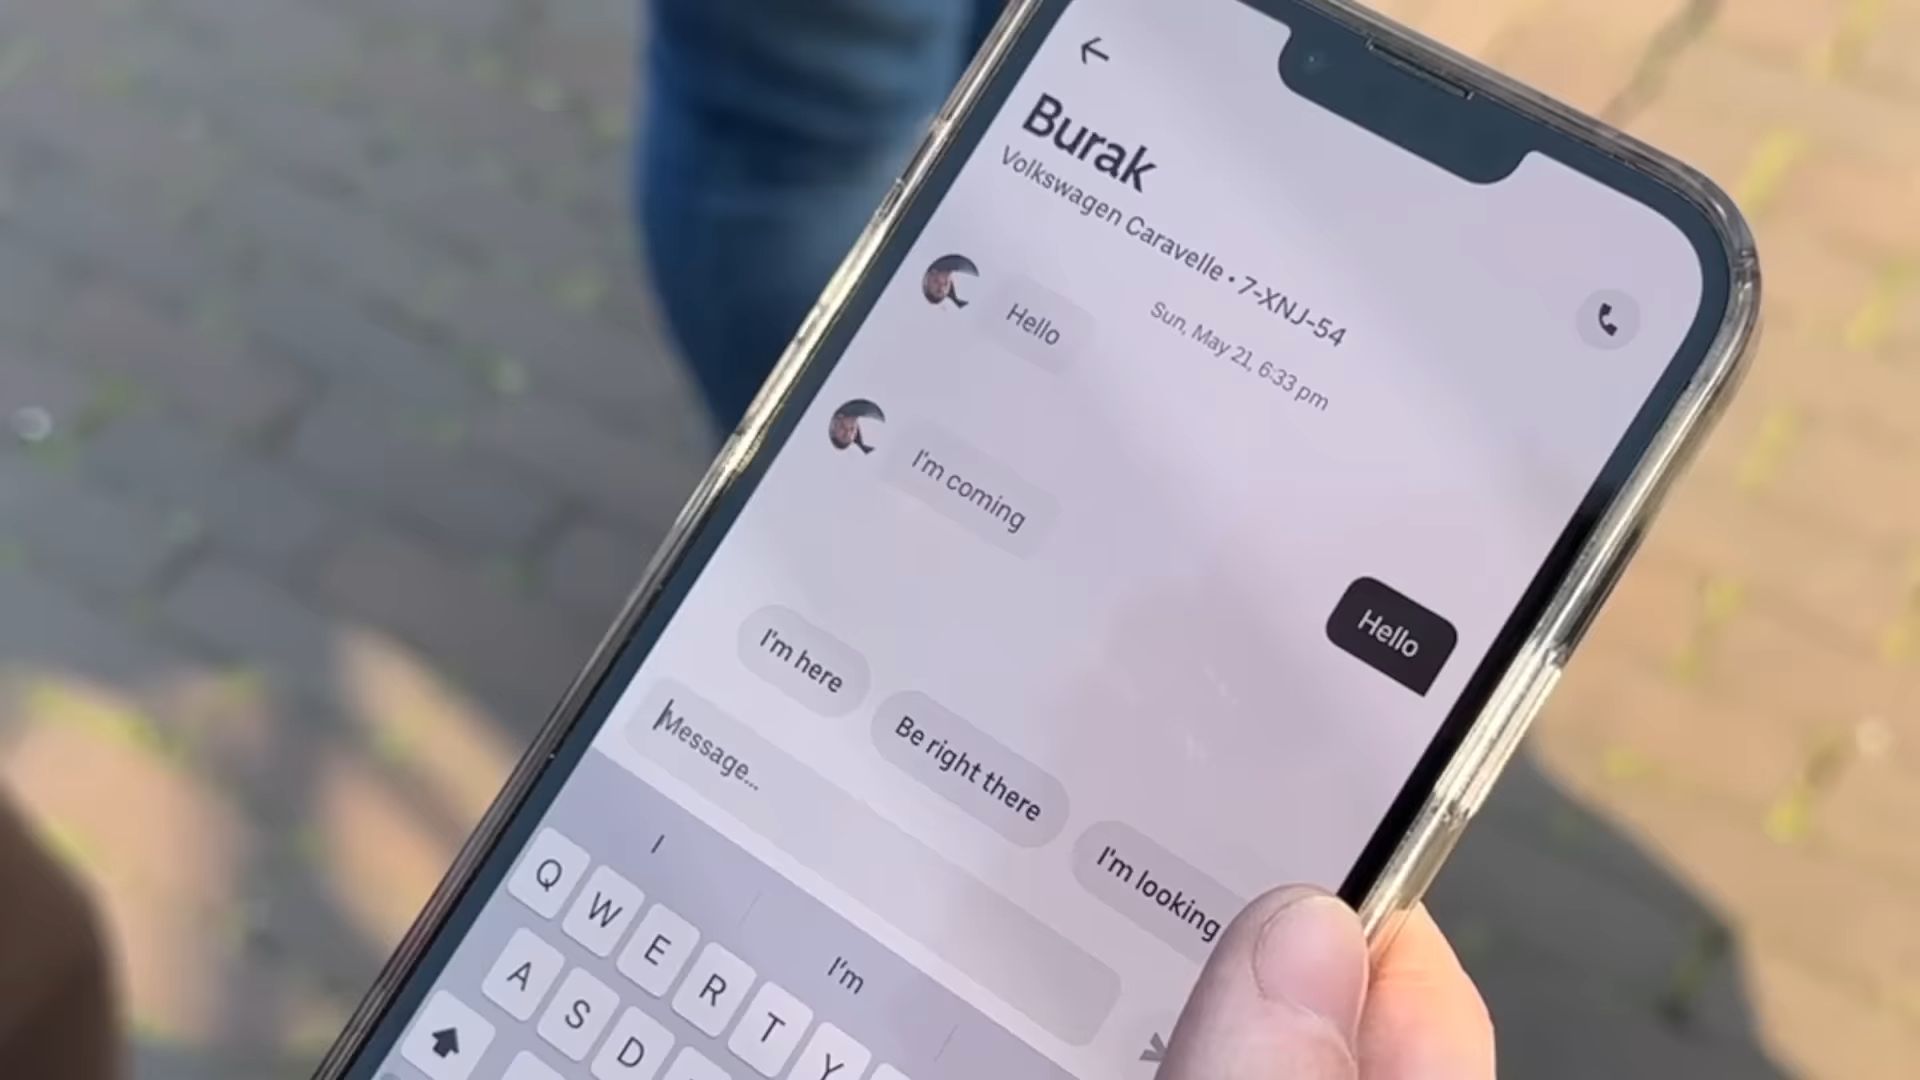 Burak
Volkswagen Caravelle • 7-XNJ-54
Sun, May 21, 6:33 pm
Hello
I'm coming
Hello
I'm here
Be right there
I'm looking
Message...
I
I'm
Q W E R T Y
A S D